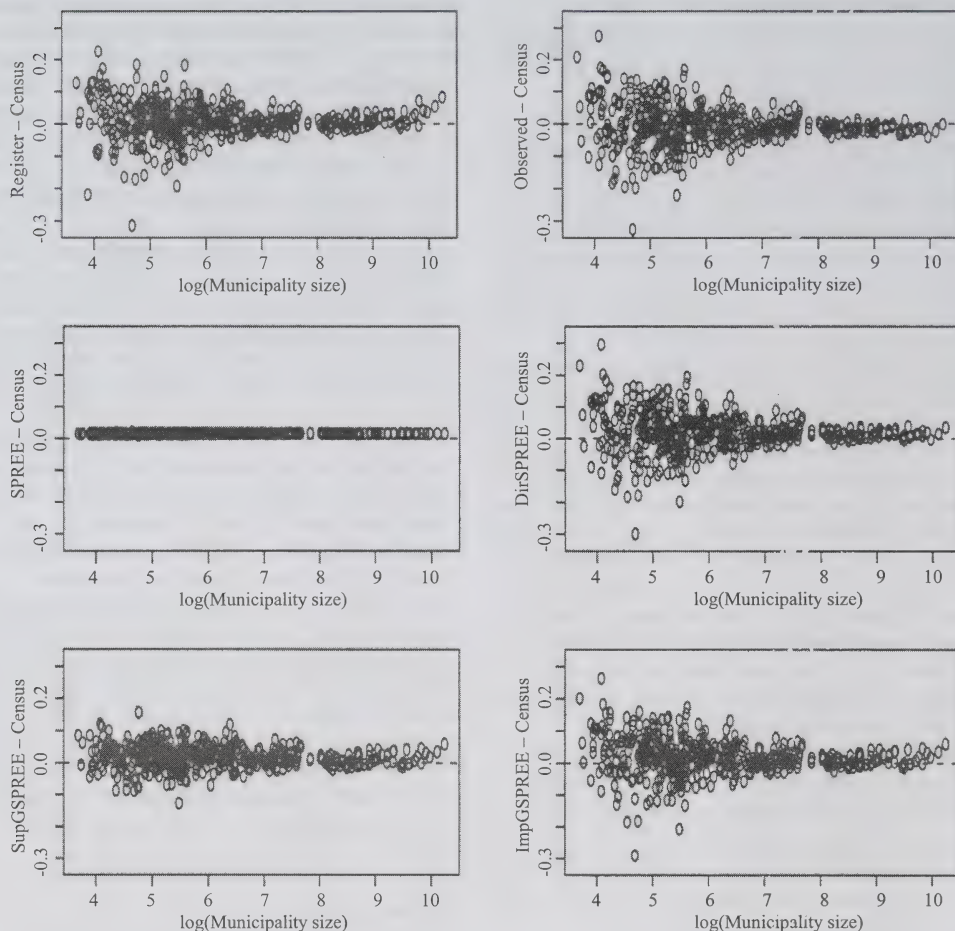 Register – Census
0.2
0.0
-0.3
4 5 6 7 8 9 10
log(Municipality size)
Observed – Census
0.2
0.0
-0.3
4 5 6 7 8 9 10
log(Municipality size)
SPREE – Census
0.2
0.0
-0.3
4 5 6 7 8 9 10
log(Municipality size)
DirSPREE – Census
0.2
0.0
-0.3
4 5 6 7 8 9 10
log(Municipality size)
SupGSPREE – Census
0.2
0.0
-0.3
4 5 6 7 8 9 10
log(Municipality size)
ImpGSPREE – Census
0.2
0.0
-0.3
4 5 6 7 8 9 10
log(Municipality size)